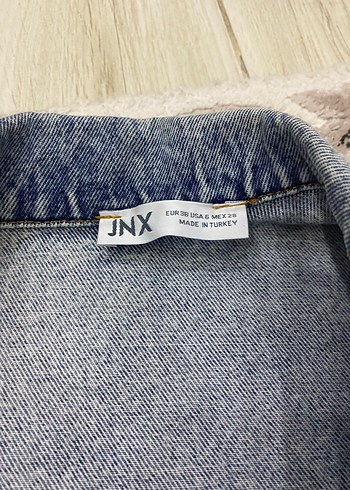 JNX
EUR 38 USA 6 MEX 28
MADE IN TURKEY